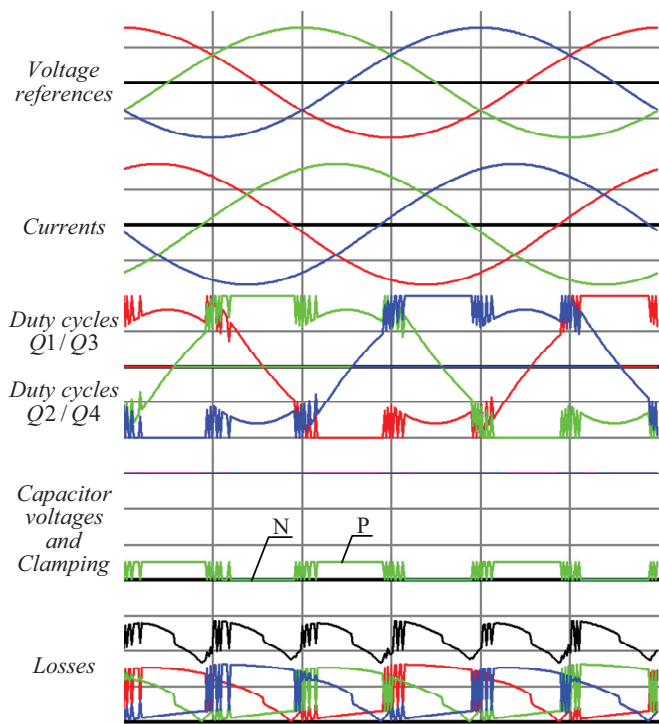 Voltage
references
Currents
Duty cycles
Q1/Q3
Duty cycles
Q2/Q4
Capacitor
voltages
and
Clamping
N
P
Losses